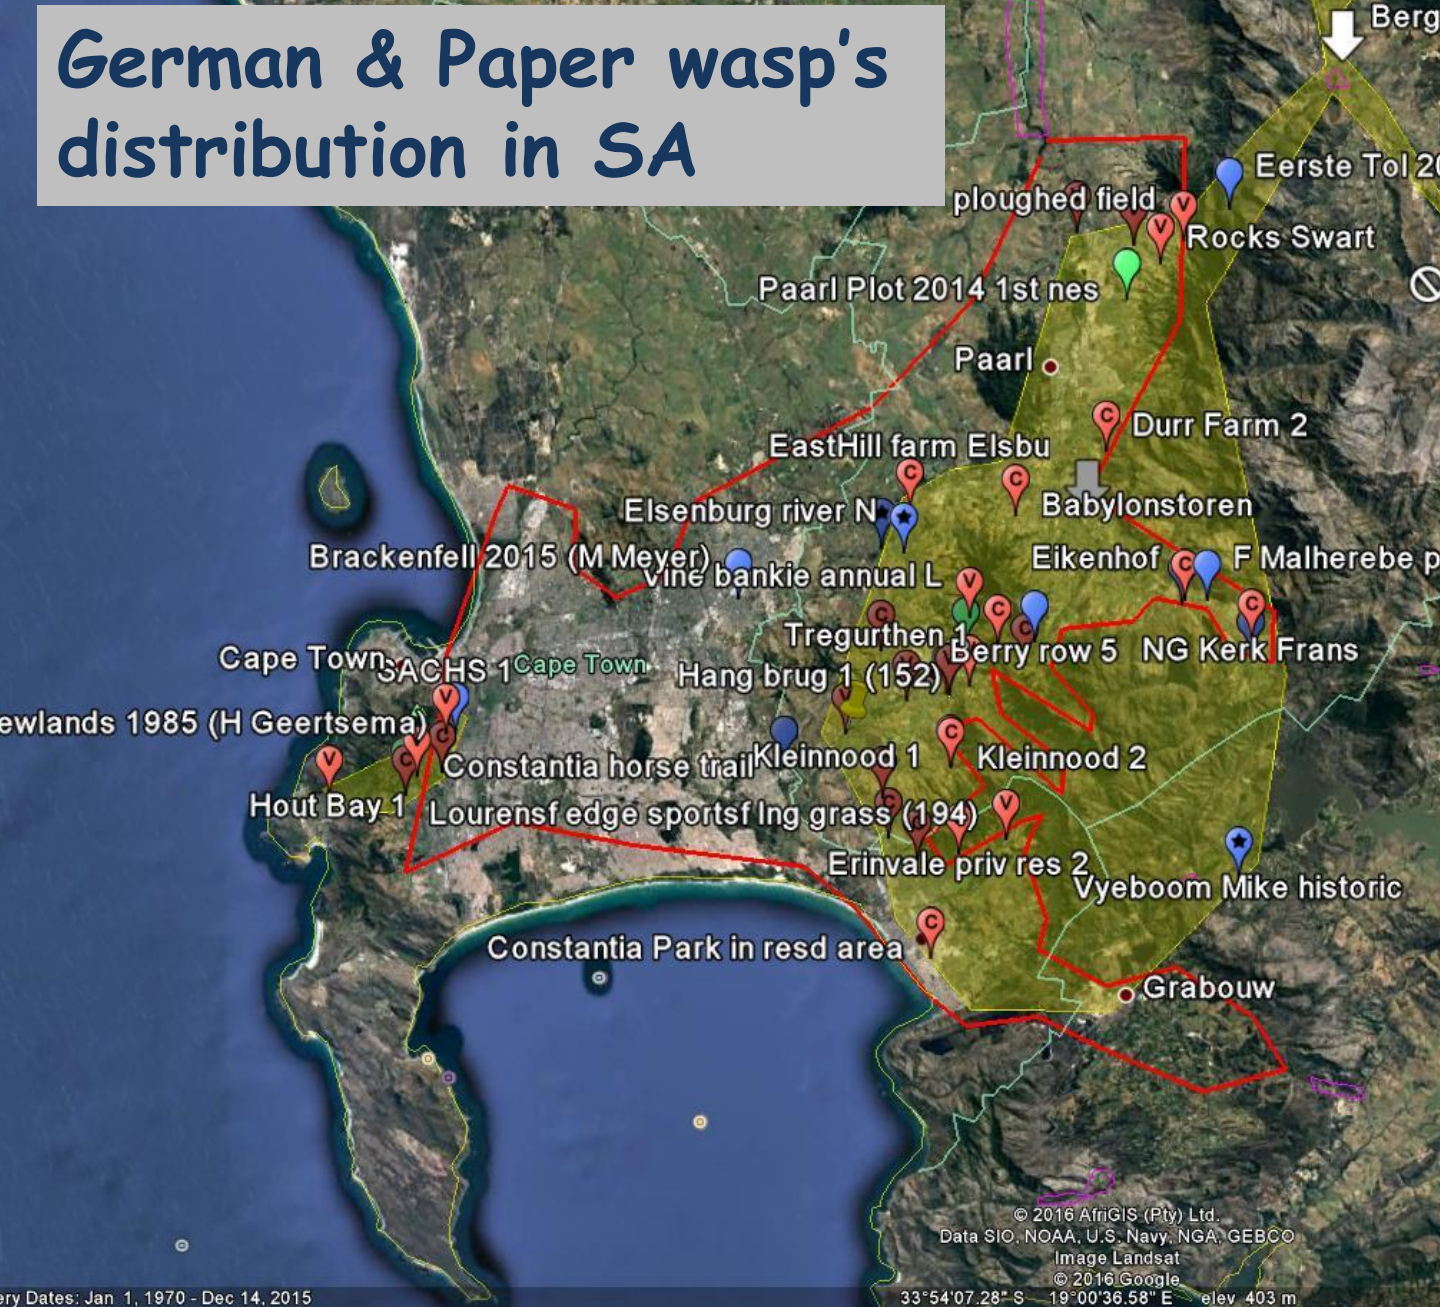 German & Paper wasp's
distribution in SA
Berg
Eerste Tol 20
ploughed field
Rocks Swart
Paarl Plot 2014 1st nes
Paarl
Durr Farm 2
EastHill farm Elsbu
Babylonstoren
Elsenburg river N
Brackenfell 2015 (M Meyer)
Vine bankie annual L
Eikenhof
F Malherebe p
Tregurthen 1
Berry row 5
NG Kerk Frans
Cape Town
SACHS 1
Cape Town
Hang brug 1 (152)
ewlands 1985 (H Geertsema)
Constantia horse trail
Kleinnood 1
Kleinnood 2
Hout Bay 1
Lourensf edge sportsf lng grass (194)
Erinvale priv res 2
Vyeboom Mike historic
Constantia Park in resd area
Grabouw
© 2016 AfriGIS (Pty) Ltd.
Data SIO, NOAA, U.S. Navy, NGA, GEBCO
Image Landsat
© 2016 Google
ery Dates: Jan 1, 1970 - Dec 14, 2015
33°54'07.28" S 19°00'36.58" E elev 403 m